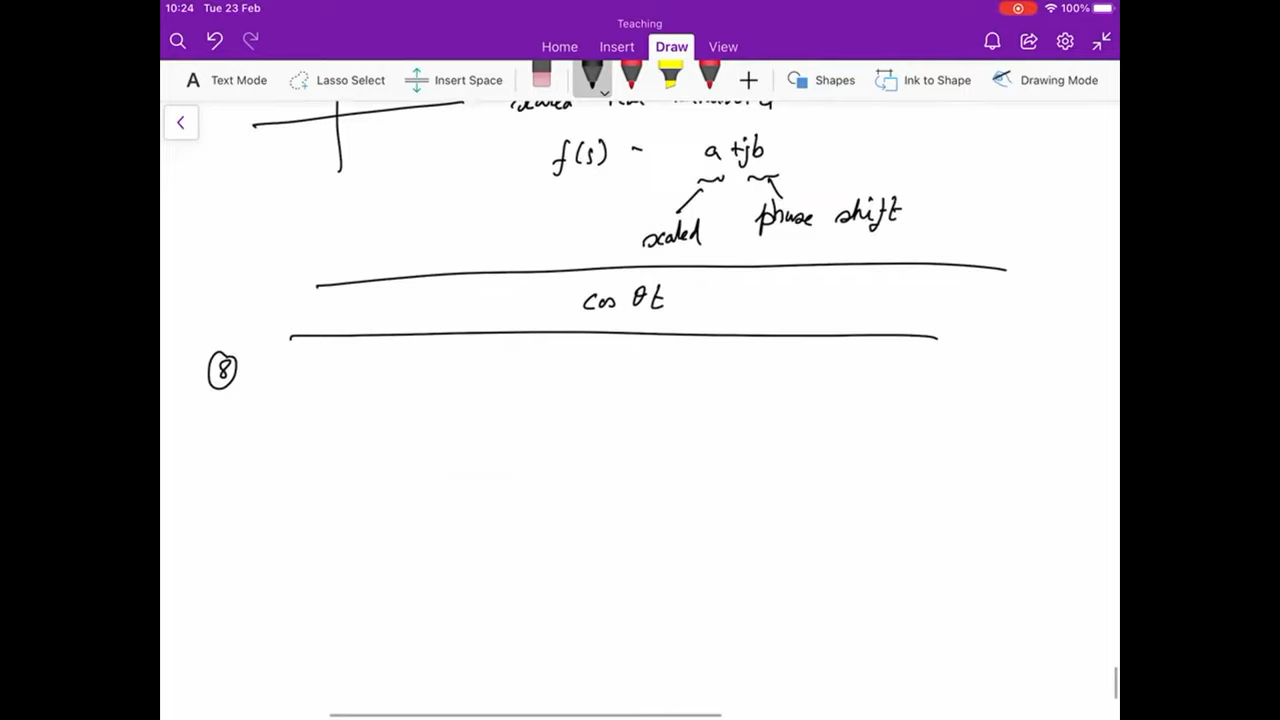 10:24 Tue 23 Feb 100%
Teaching
Home Insert Draw View
A Text Mode Lasso Select Insert Space Shapes Ink to Shape Drawing Mode
f(s) - a + jb
scaled phase shift
cos θt
8